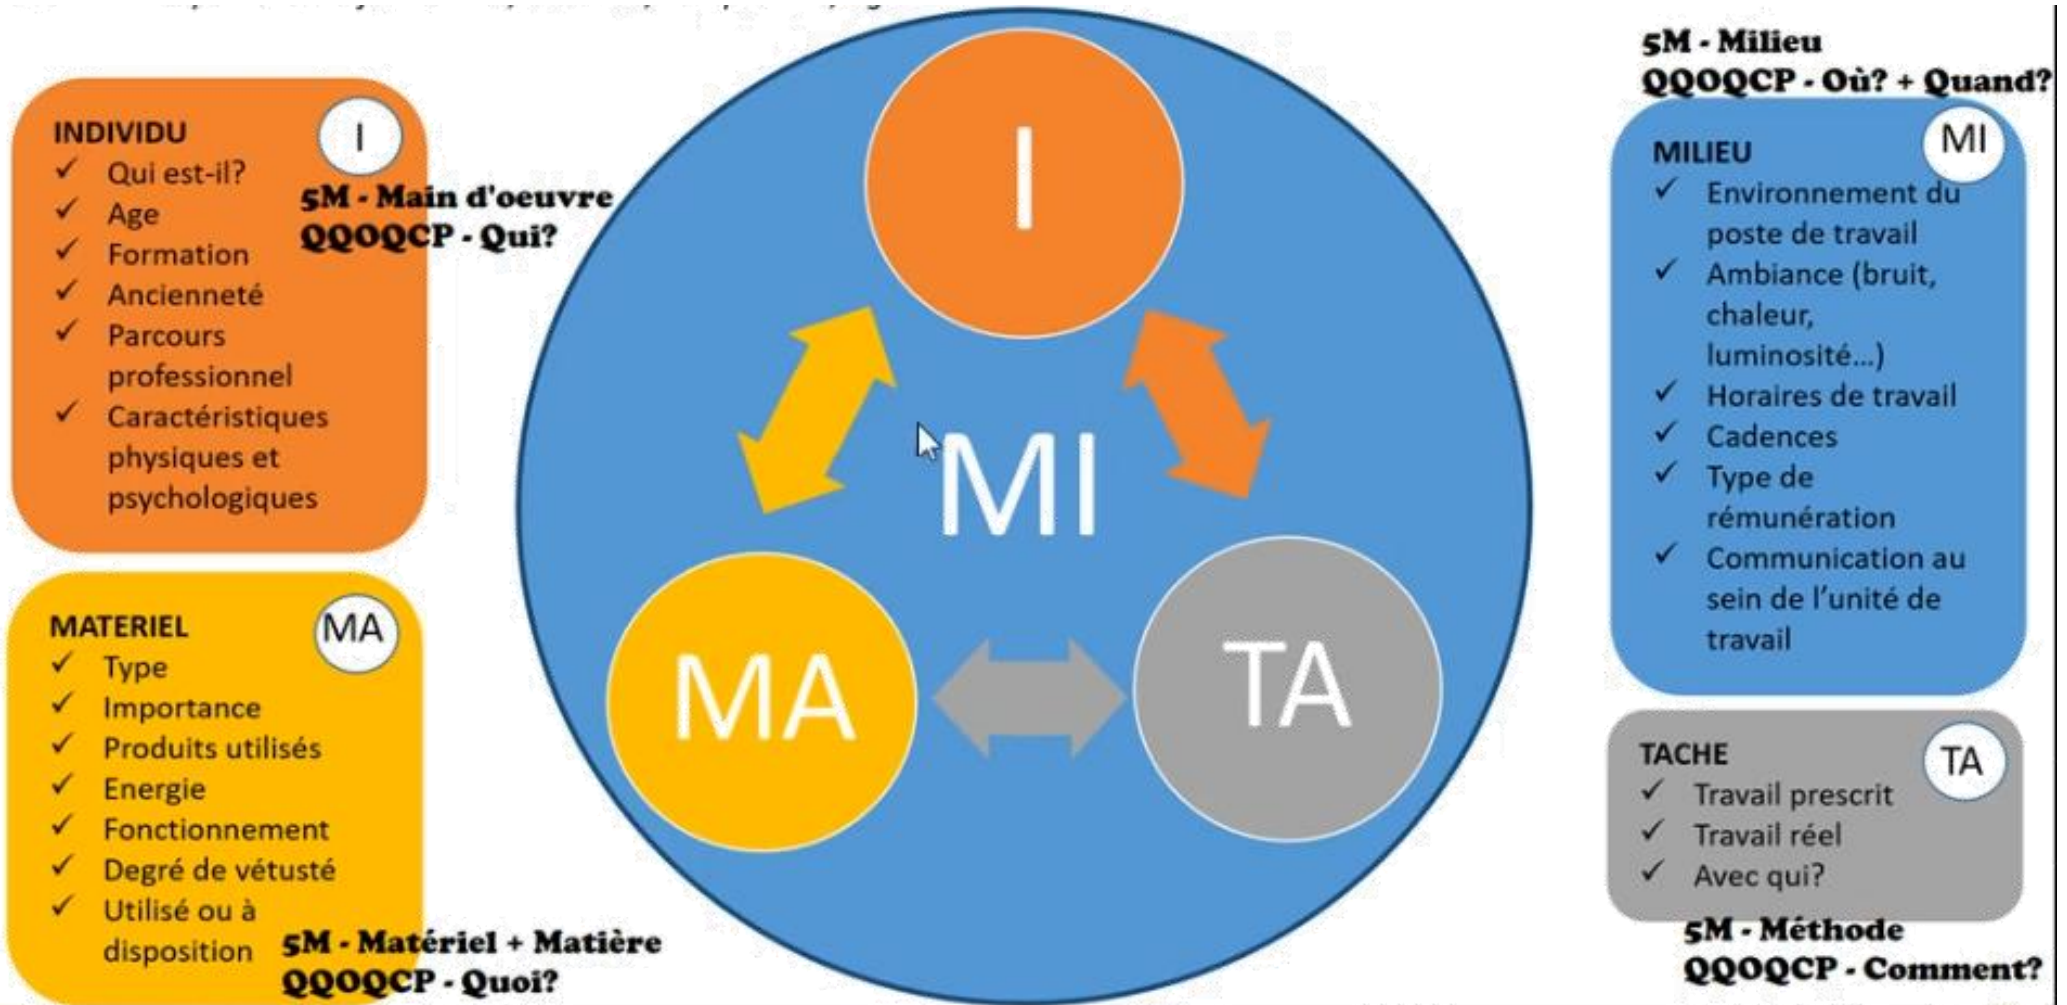 INDIVIDU
I
✓ Qui est-il?
✓ Age
✓ Formation
✓ Ancienneté
✓ Parcours
professionnel
✓ Caractéristiques
physiques et
psychologiques
5M - Main d'oeuvre
QQOQCP - Qui?
MATERIEL
MA
✓ Type
✓ Importance
✓ Produits utilisés
✓ Energie
✓ Fonctionnement
✓ Degré de vétusté
✓ Utilisé ou à
disposition
5M - Matériel + Matière
QQOQCP - Quoi?
I
MI
MA
TA
5M - Milieu
QQOQCP - Où? + Quand?
MILIEU
MI
✓ Environnement du
poste de travail
✓ Ambiance (bruit,
chaleur,
luminosité...)
✓ Horaires de travail
✓ Cadences
✓ Type de
rémunération
✓ Communication au
sein de l'unité de
travail
TACHE
TA
✓ Travail prescrit
✓ Travail réel
✓ Avec qui?
5M - Méthode
QQOQCP - Comment?